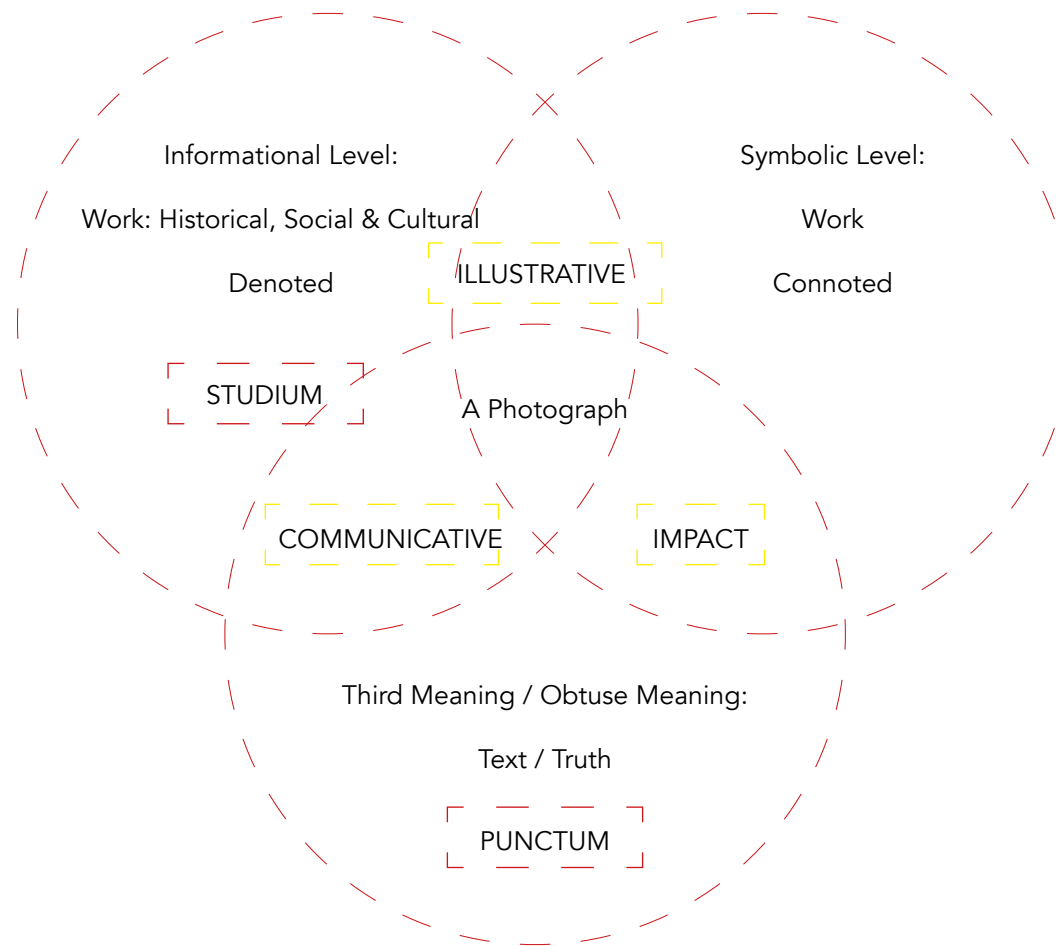 Informational Level:
Work: Historical, Social & Cultural
Denoted
STUDIUM
Symbolic Level:
Work
Connoted
ILLUSTRATIVE
A Photograph
COMMUNICATIVE
IMPACT
Third Meaning / Obtuse Meaning:
Text / Truth
PUNCTUM